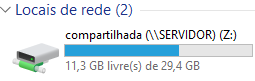 Locais de rede (2)
compartilhada (\\SERVIDOR) (Z:)
11,3 GB livre(s) de 29,4 GB